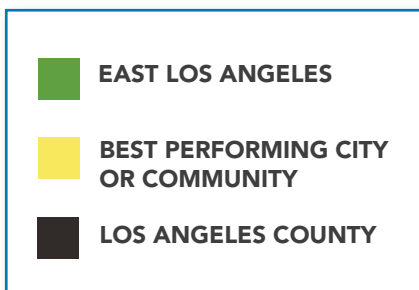 EAST LOS ANGELES
BEST PERFORMING CITY
OR COMMUNITY
LOS ANGELES COUNTY